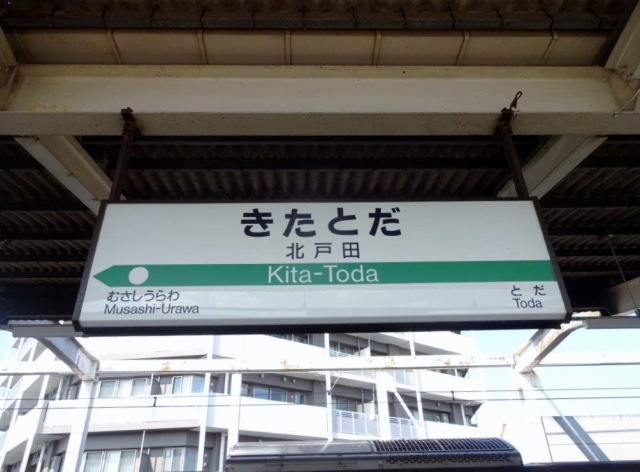 きたとだ
北戸田
Kita-Toda
むさしうらわ
Musashi-Urawa
とだ
Toda